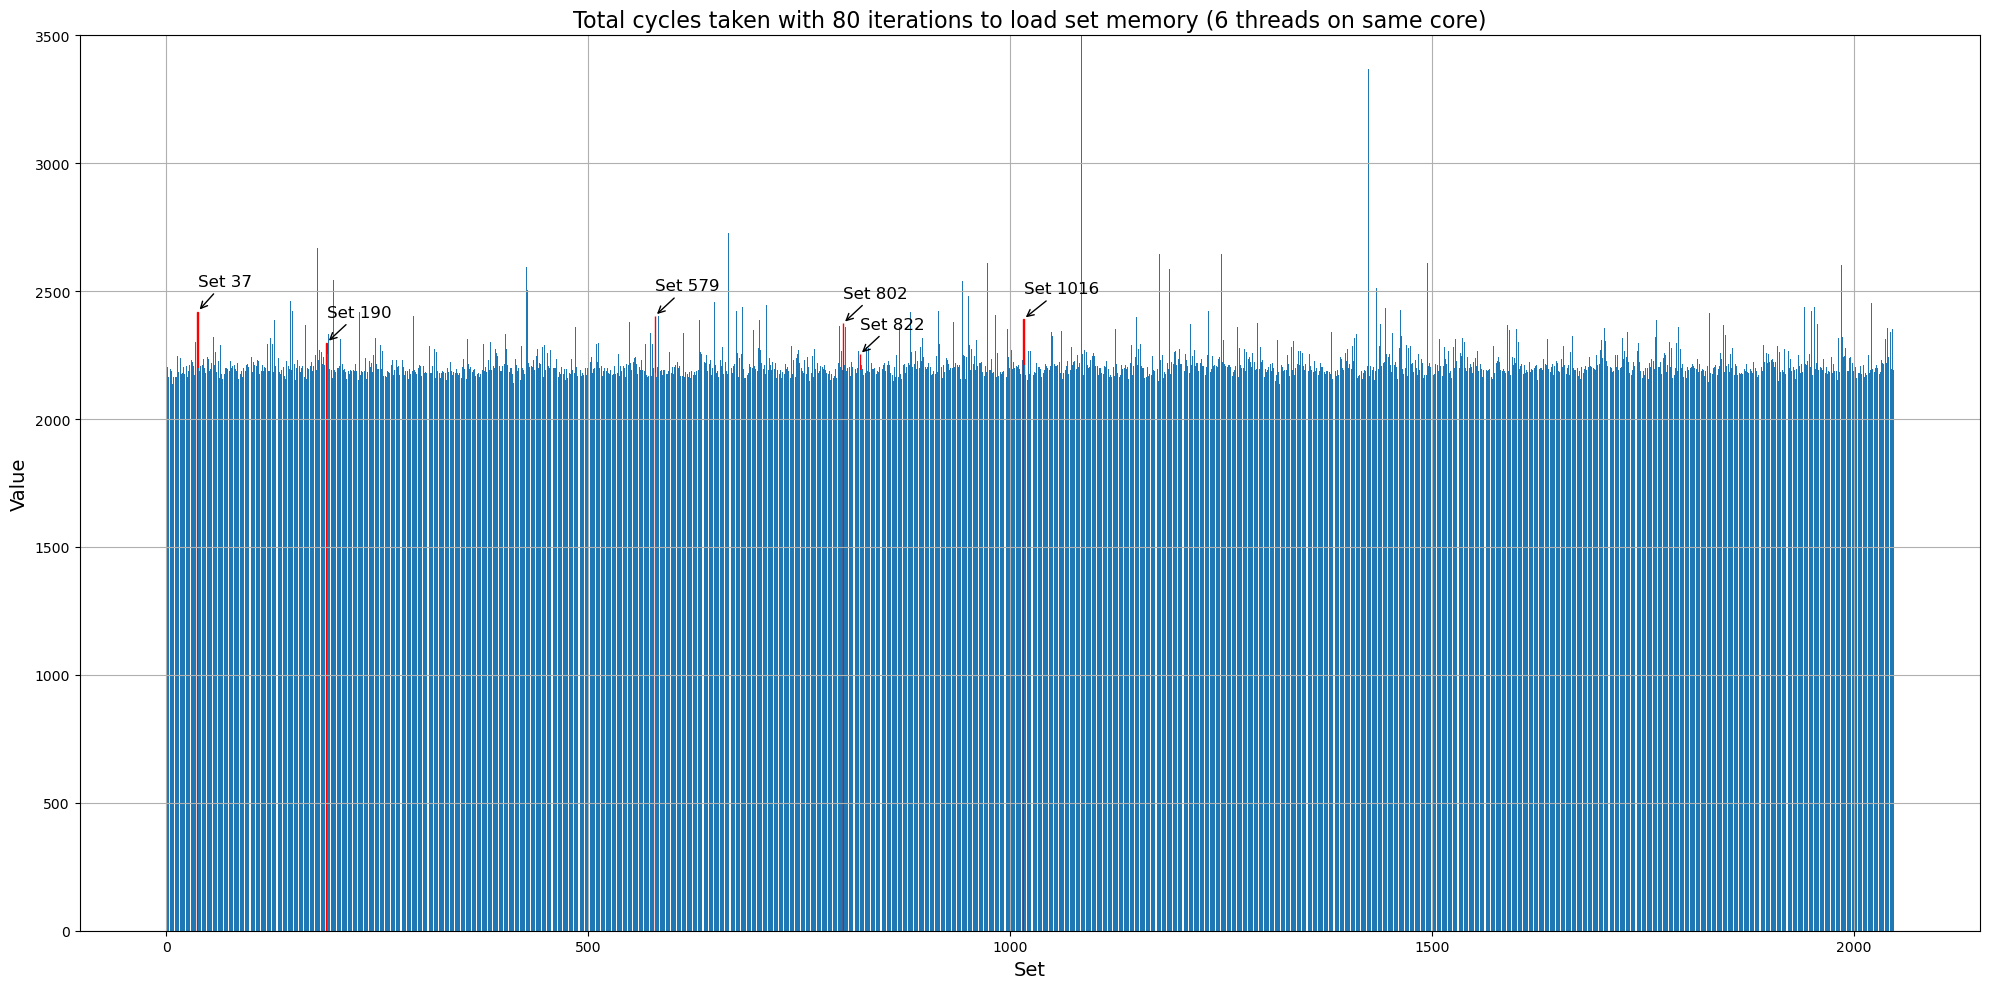 Total cycles taken with 80 iterations to load set memory (6 threads on same core)
3500
3000
2500
2000
1500
1000
500
0
Value
Set 37
Set 190
Set 579
Set 802
Set 822
Set 1016
0
500
1000
1500
2000
Set